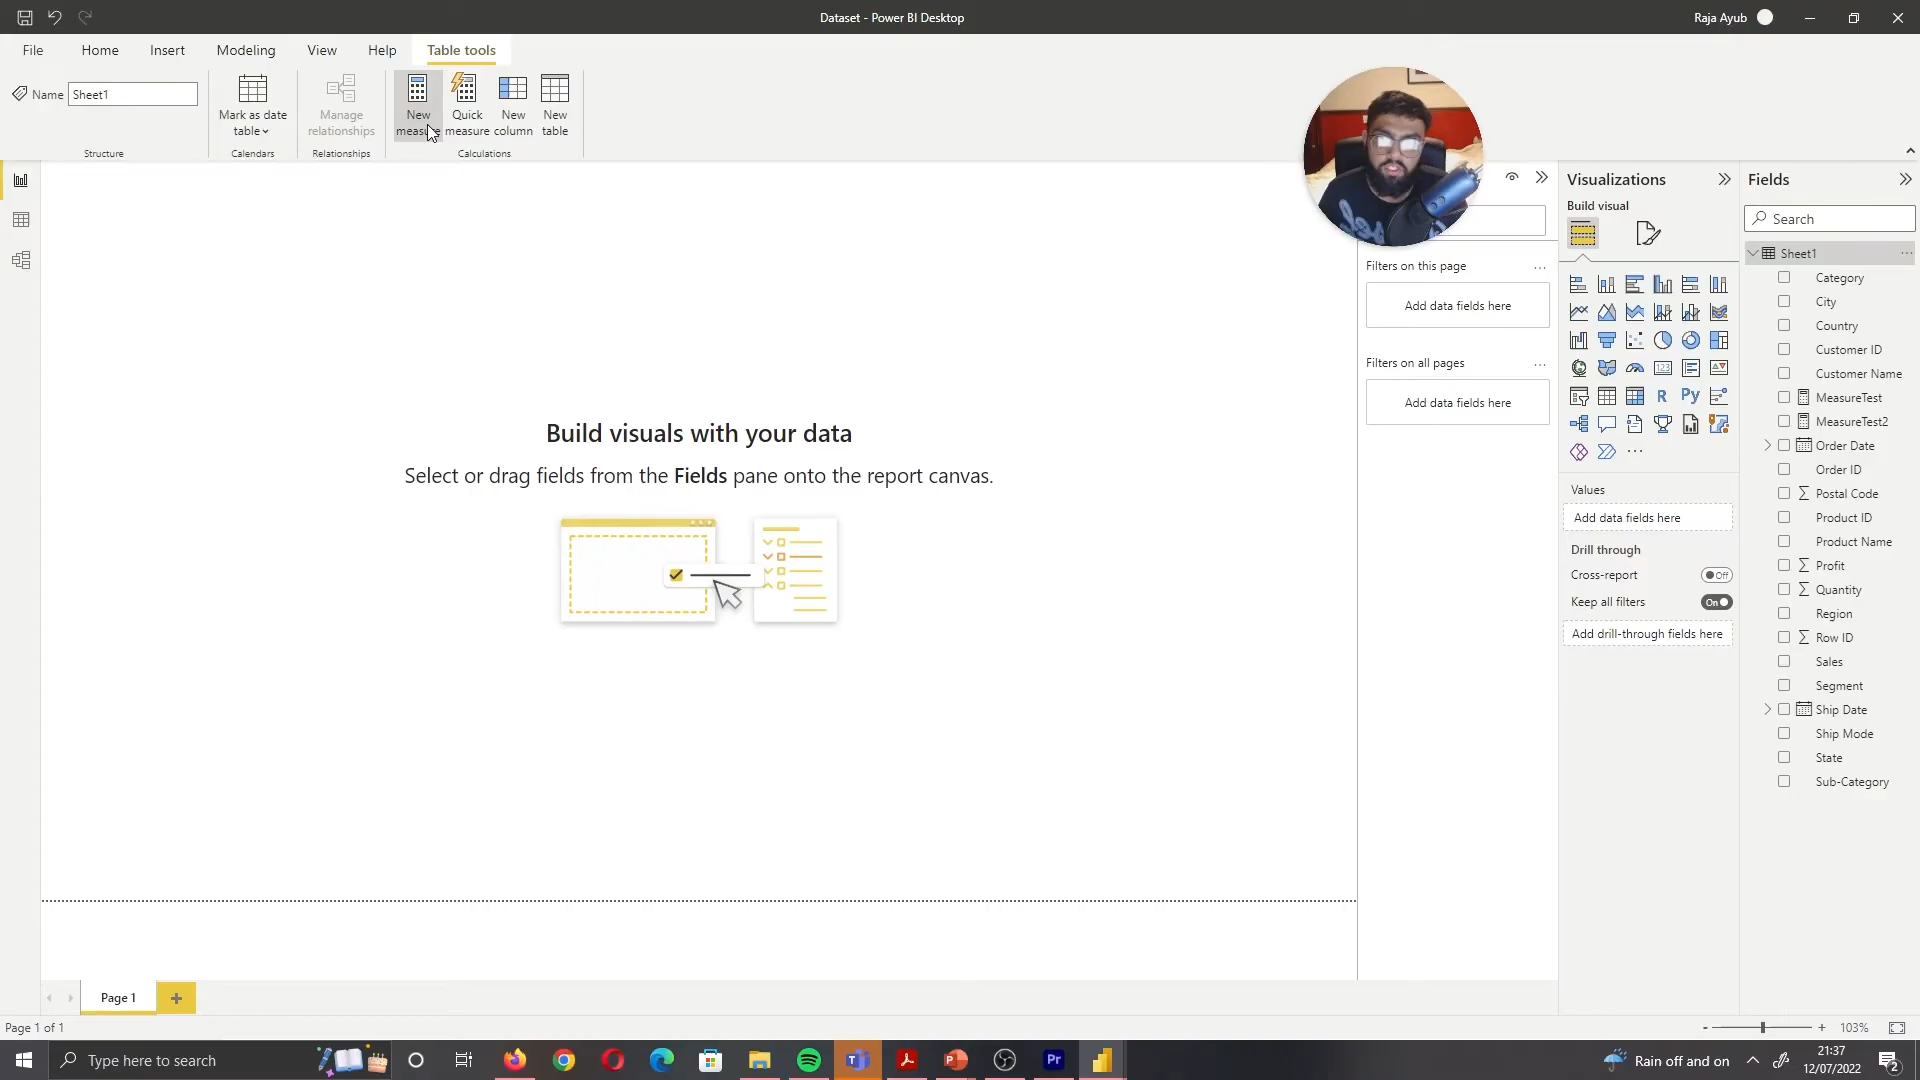 Dataset - Power BI Desktop
Raja Ayub
File
Home
Insert
Modeling
View
Help
Table tools
Name
Sheet1
Mark as date
table
Manage
relationships
New
measure
Quick
measure
New
column
New
table
Structure
Calendars
Relationships
Calculations
Build visuals with your data
Select or drag fields from the Fields pane onto the report canvas.
Filters on this page
...
Add data fields here
Filters on all pages
...
Add data fields here
Visualizations
Build visual
123
R
Py
...
Values
Add data fields here
Drill through
Cross-report
Off
Keep all filters
On
Add drill-through fields here
Fields
Search
Sheet1
...
Category
City
Country
Customer ID
Customer Name
MeasureTest
MeasureTest2
Order Date
Order ID
Postal Code
Product ID
Product Name
Profit
Quantity
Region
Row ID
Sales
Segment
Ship Date
Ship Mode
State
Sub-Category
Page 1
+
Page 1 of 1
- + 103%
Type here to search
Pr
Rain off and on
21:37
12/07/2022
2